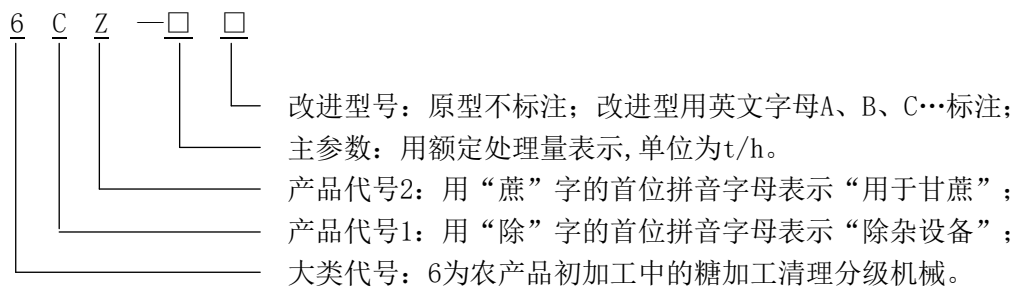 6 C Z —□ □
改进型号：原型不标注；改进型用英文字母A、B、C…标注；
主参数：用额定处理量表示,单位为t/h。
产品代号2：用“蔗”字的首位拼音字母表示“用于甘蔗”；
产品代号1：用“除”字的首位拼音字母表示“除杂设备”；
大类代号：6为农产品初加工中的糖加工清理分级机械。